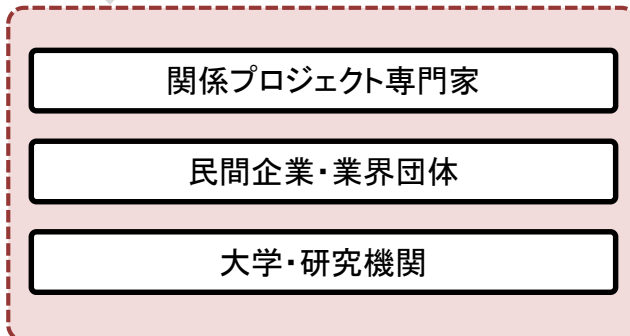 関係プロジェクト専門家
民間企業・業界団体
大学・研究機関